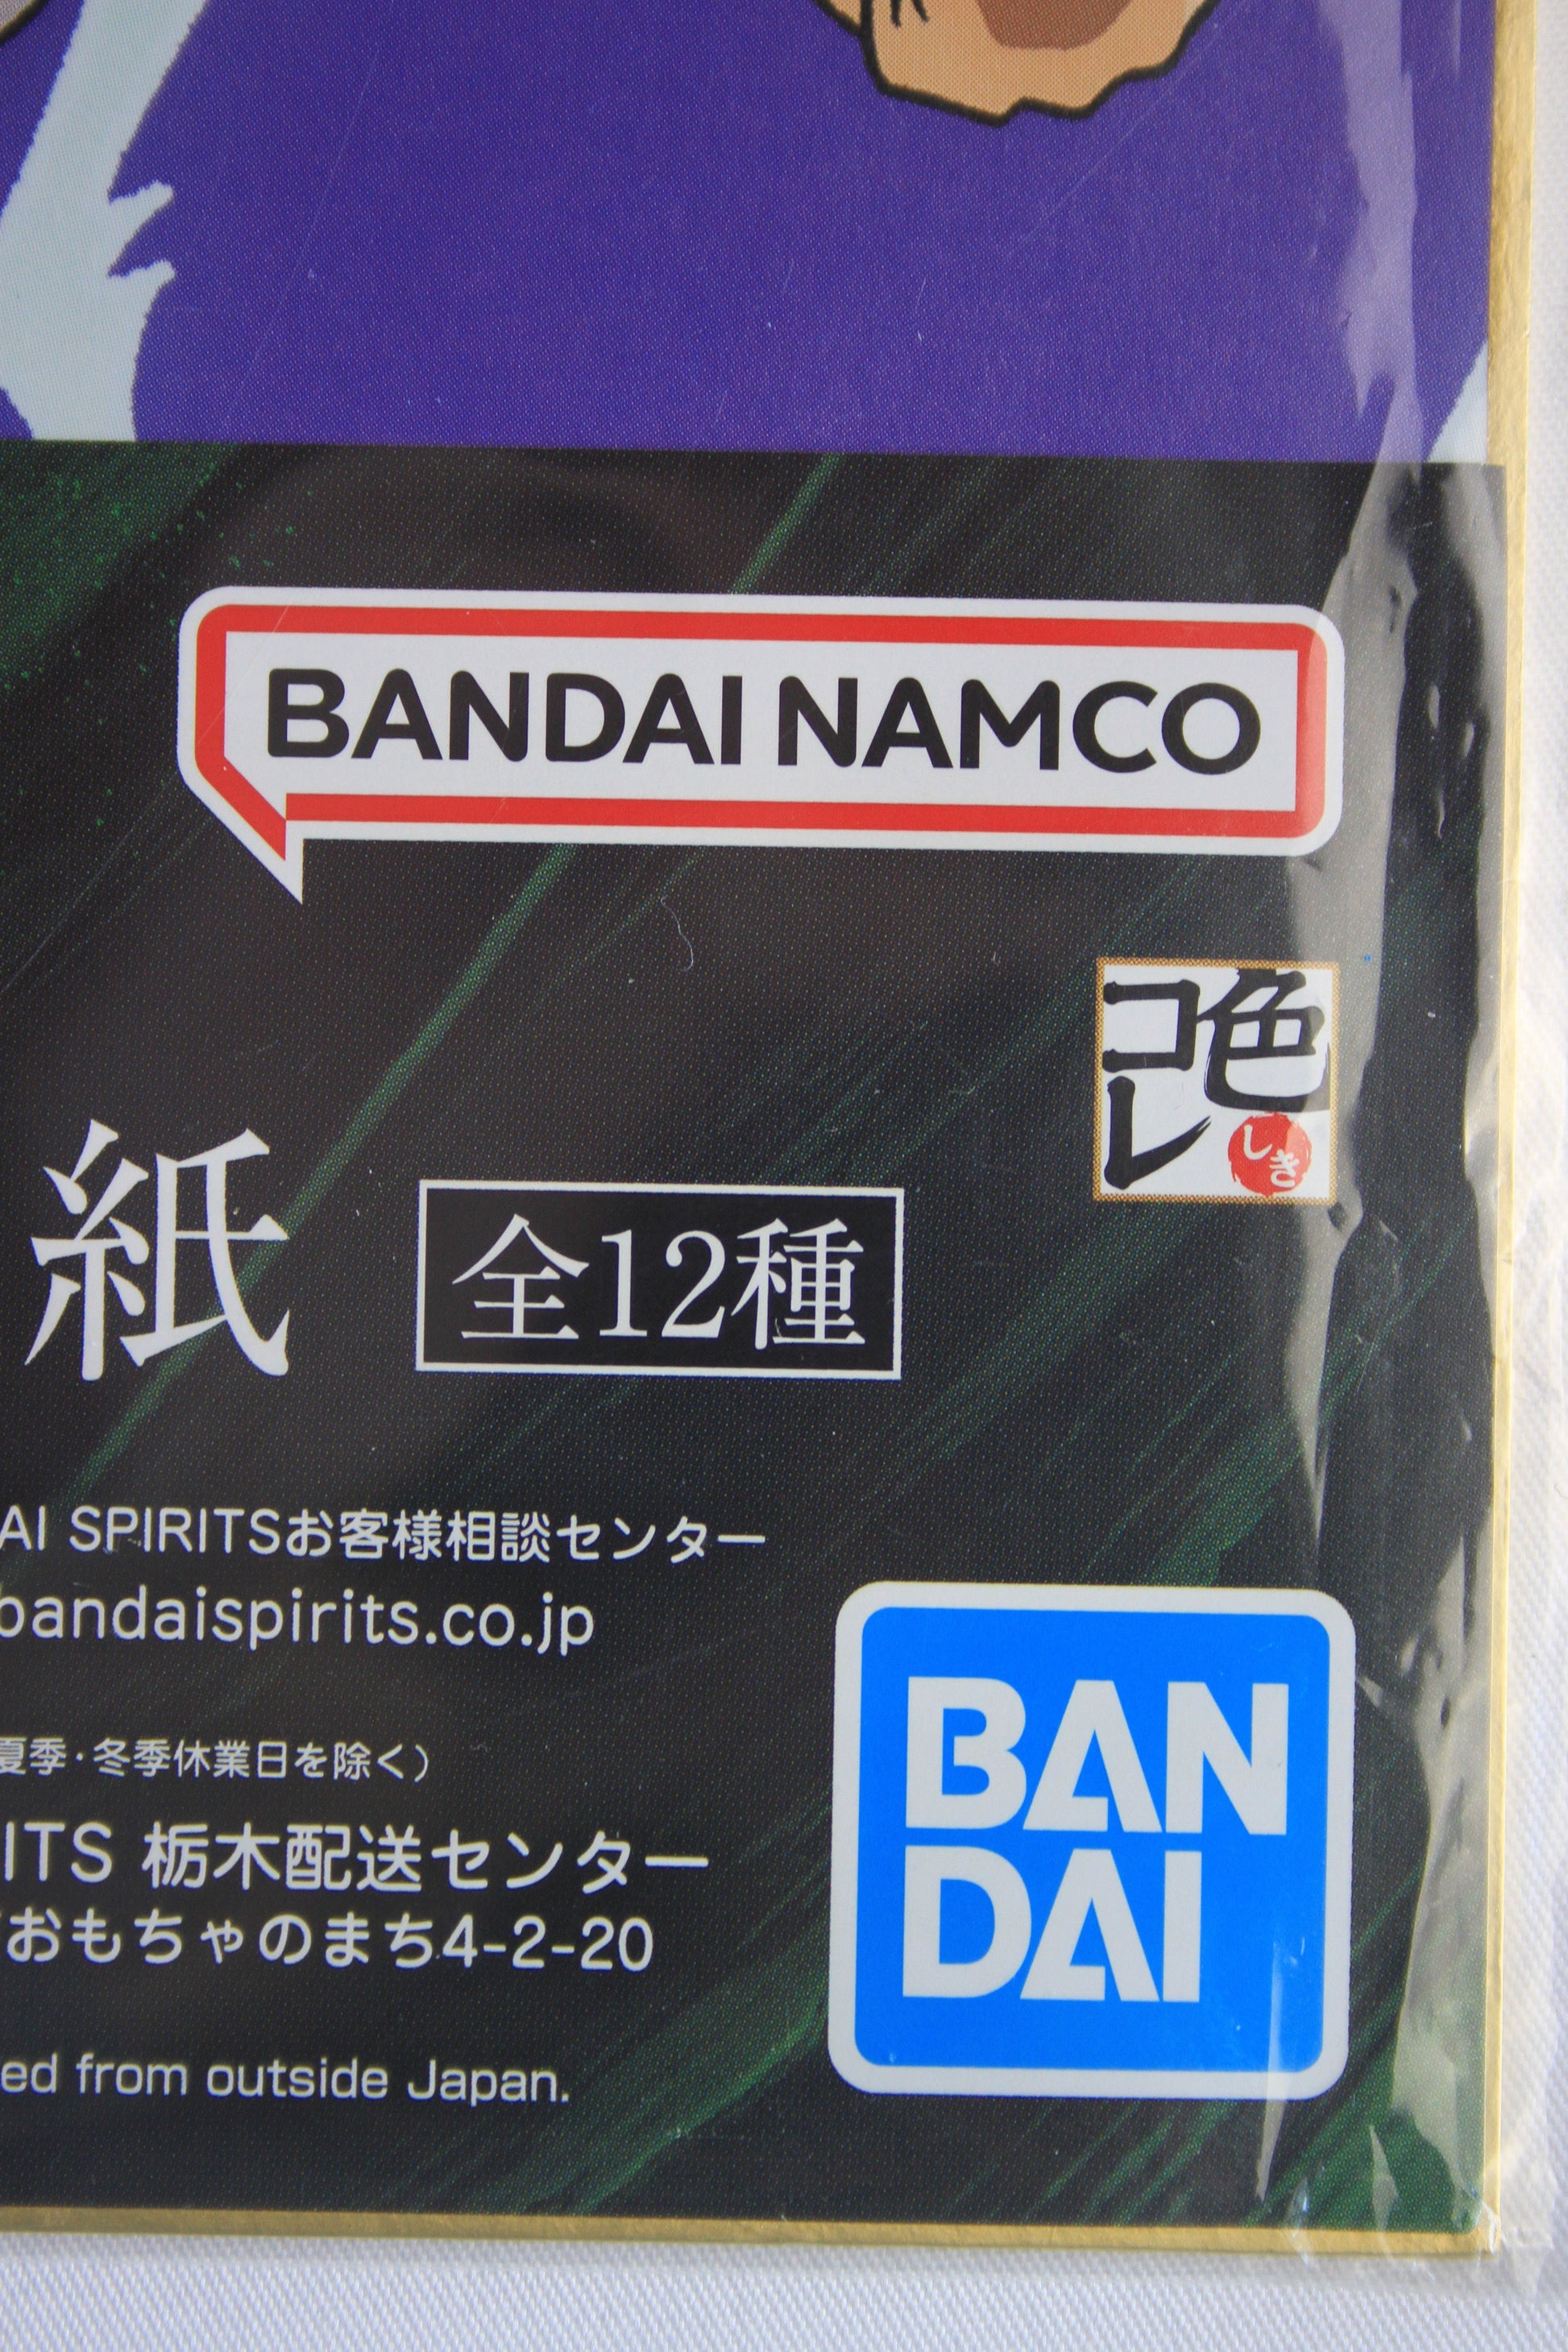 BANDAI NAMCO
色コレ
しき
紙 全12種
AI SPIRITSお客様相談センター
bandaispirits.co.jp
夏季・冬季休業日を除く）
ITS 栃木配送センター
おもちゃのまち4-2-20
ed from outside Japan.
BAN
DAI